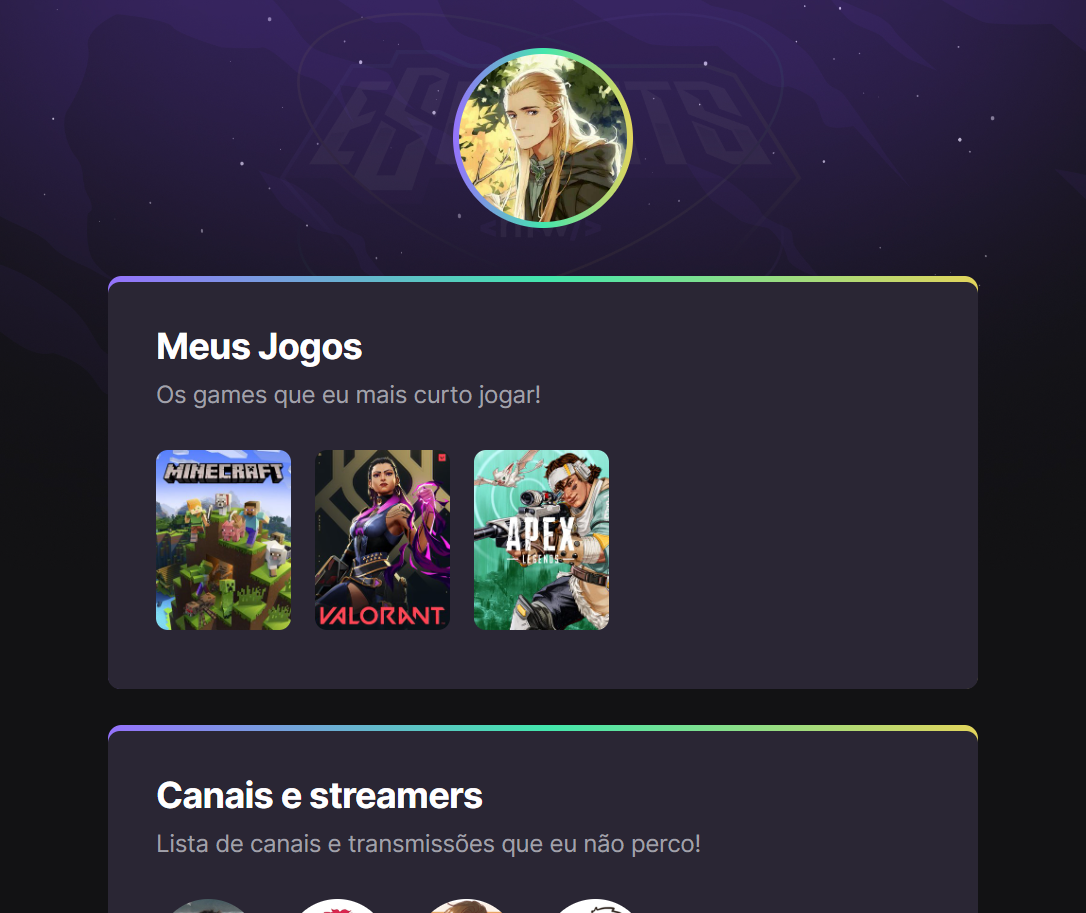 Meus Jogos
Os games que eu mais curto jogar!
MINECRAFT
VALORANT
APEX
LEGENDS
Canais e streamers
Lista de canais e transmissões que eu não perco!